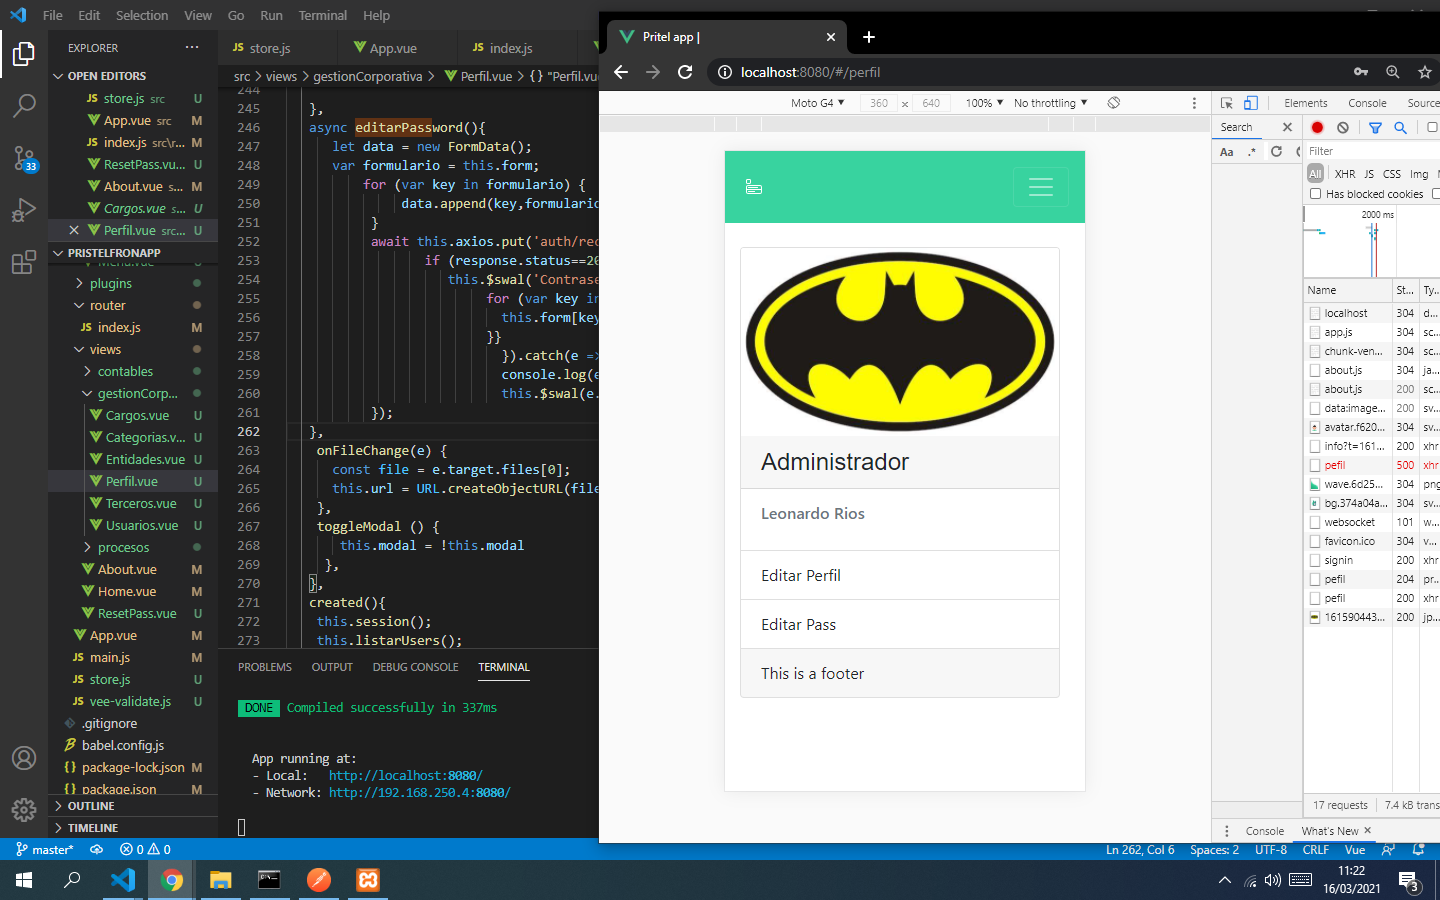 File Edit Selection View Go Run Terminal Help
EXPLORER
OPEN EDITORS
JS store.js src U
App.vue src M
JS index.js src\r... M
ResetPass.vu... U
About.vue s... M
Cargos.vue s... U
Perfil.vue src... U
PRISTELFRONAPP
Menu.vue U
plugins
router
JS index.js M
views
contables
gestionCorp...
Cargos.vue U
Categorias.v... U
Entidades.vue U
Perfil.vue U
Terceros.vue U
Usuarios.vue U
procesos
About.vue M
Home.vue M
ResetPass.vue U
App.vue M
JS main.js M
JS store.js U
JS vee-validate.js U
.gitignore
babel.config.js
{} package-lock.json M
{} package.json M
OUTLINE
TIMELINE
33
JS store.js App.vue JS index.js
src > views > gestionCorporativa > Perfil.vue > {} "Perfil.vu
244
245 },
246 async editarPassword(){
247 let data = new FormData();
248 var formulario = this.form;
249 for (var key in formulario) {
250 data.append(key,formulario
251 }
252 await this.axios.put('auth/rec
253 if (response.status==20
254 this.$swal('Contrase
255 for (var key in
256 this.form[key
257 }}
258 }).catch(e =>
259 console.log(e
260 this.$swal(e.
261 });
262 },
263 onFileChange(e) {
264 const file = e.target.files[0];
265 this.url = URL.createObjectURL(file
266 },
267 toggleModal () {
268 this.modal = !this.modal
269 },
270 },
271 created(){
272 this.session();
273 this.listarUsers();
PROBLEMS OUTPUT DEBUG CONSOLE TERMINAL
DONE Compiled successfully in 337ms
App running at:
- Local: http://localhost:8080/
- Network: http://192.168.250.4:8080/
Pritel app |
localhost:8080/#/perfil
Moto G4 360 × 640 100% No throttling
Administrador
Leonardo Rios
Editar Perfil
Editar Pass
This is a footer
Elements Console Source
Search
Aa .*
Filter
All XHR JS CSS Img
Has blocked cookies
2000 ms
Name St... Ty...
localhost 304 d...
app.js 304 sc...
chunk-ven... 304 sc...
about.js 304 ja...
about.js 200 sc...
data:image... 200 sv...
avatar.f620... 304 sv...
info?t=161... 200 xhr
pefil 500 xhr
wave.6d25... 304 png
bg.374a04a... 304 sv...
websocket 101 w...
favicon.ico 304 v...
signin 200 xhr
pefil 204 pr...
pefil 200 xhr
161590443... 200 jp...
17 requests 7.4 kB trans
Console What's New
master* 0 0 Ln 262, Col 6 Spaces: 2 UTF-8 CRLF Vue
11:22
16/03/2021
3